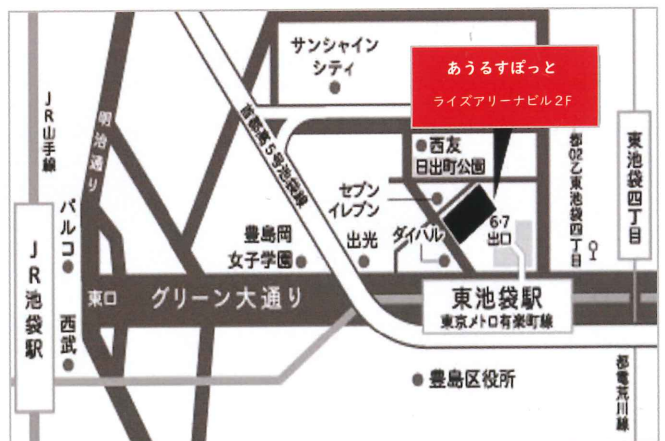 サンシャイン
シティ
あうるすぽっと
ライズアリーナビル2F
JR山手線
明治通り
首都高5号池袋線
西友
日出町公園
都02乙東池袋四丁目
東池袋四丁目
セブン
イレブン
6・7
出口
パルコ
豊島岡
女子学園
出光
ダイハル
JR池袋駅
東口
グリーン大通り
東池袋駅
東京メトロ有楽町線
西武
豊島区役所
都電荒川線